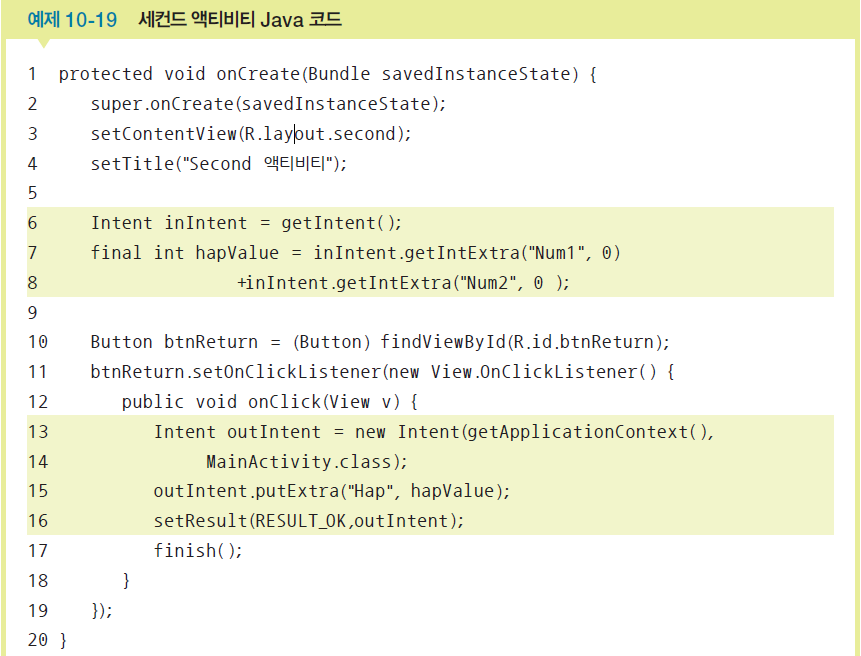 예제 10-19 세컨드 액티비티 Java 코드
1 protected void onCreate(Bundle savedInstanceState) {
2 super.onCreate(savedInstanceState);
3 setContentView(R.layout.second);
4 setTitle("Second 액티비티");
5
6 Intent inIntent = getIntent();
7 final int hapValue = inIntent.getIntExtra("Num1", 0)
8 +inIntent.getIntExtra("Num2", 0 );
9
10 Button btnReturn = (Button) findViewById(R.id.btnReturn);
11 btnReturn.setOnClickListener(new View.OnClickListener() {
12 public void onClick(View v) {
13 Intent outIntent = new Intent(getApplicationContext(),
14 MainActivity.class);
15 outIntent.putExtra("Hap", hapValue);
16 setResult(RESULT_OK,outIntent);
17 finish();
18 }
19 });
20 }